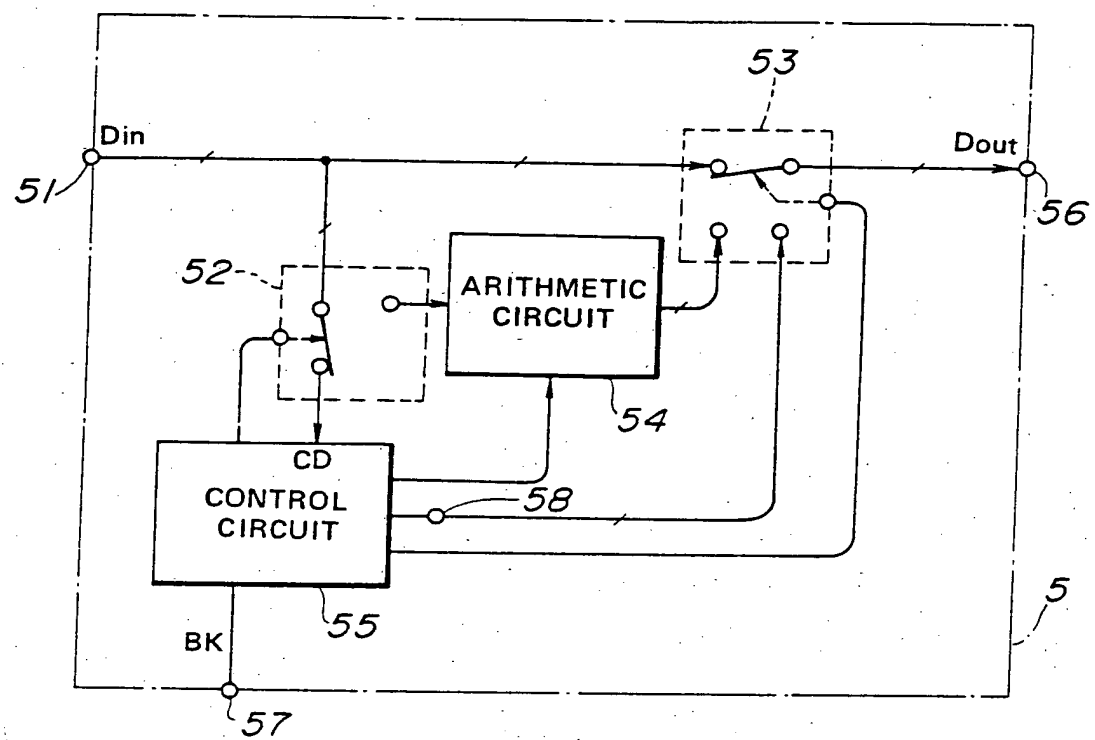 53
Din
Dout
51
56
52
ARITHMETIC
CIRCUIT
54
CD
58
CONTROL
CIRCUIT
5
55
BK
57